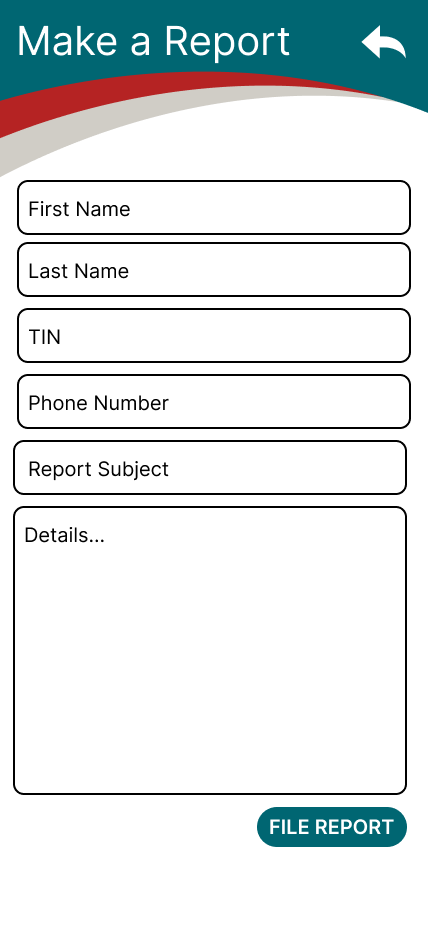 Make a Report
First Name
Last Name
TIN
Phone Number
Report Subject
Details...
FILE REPORT